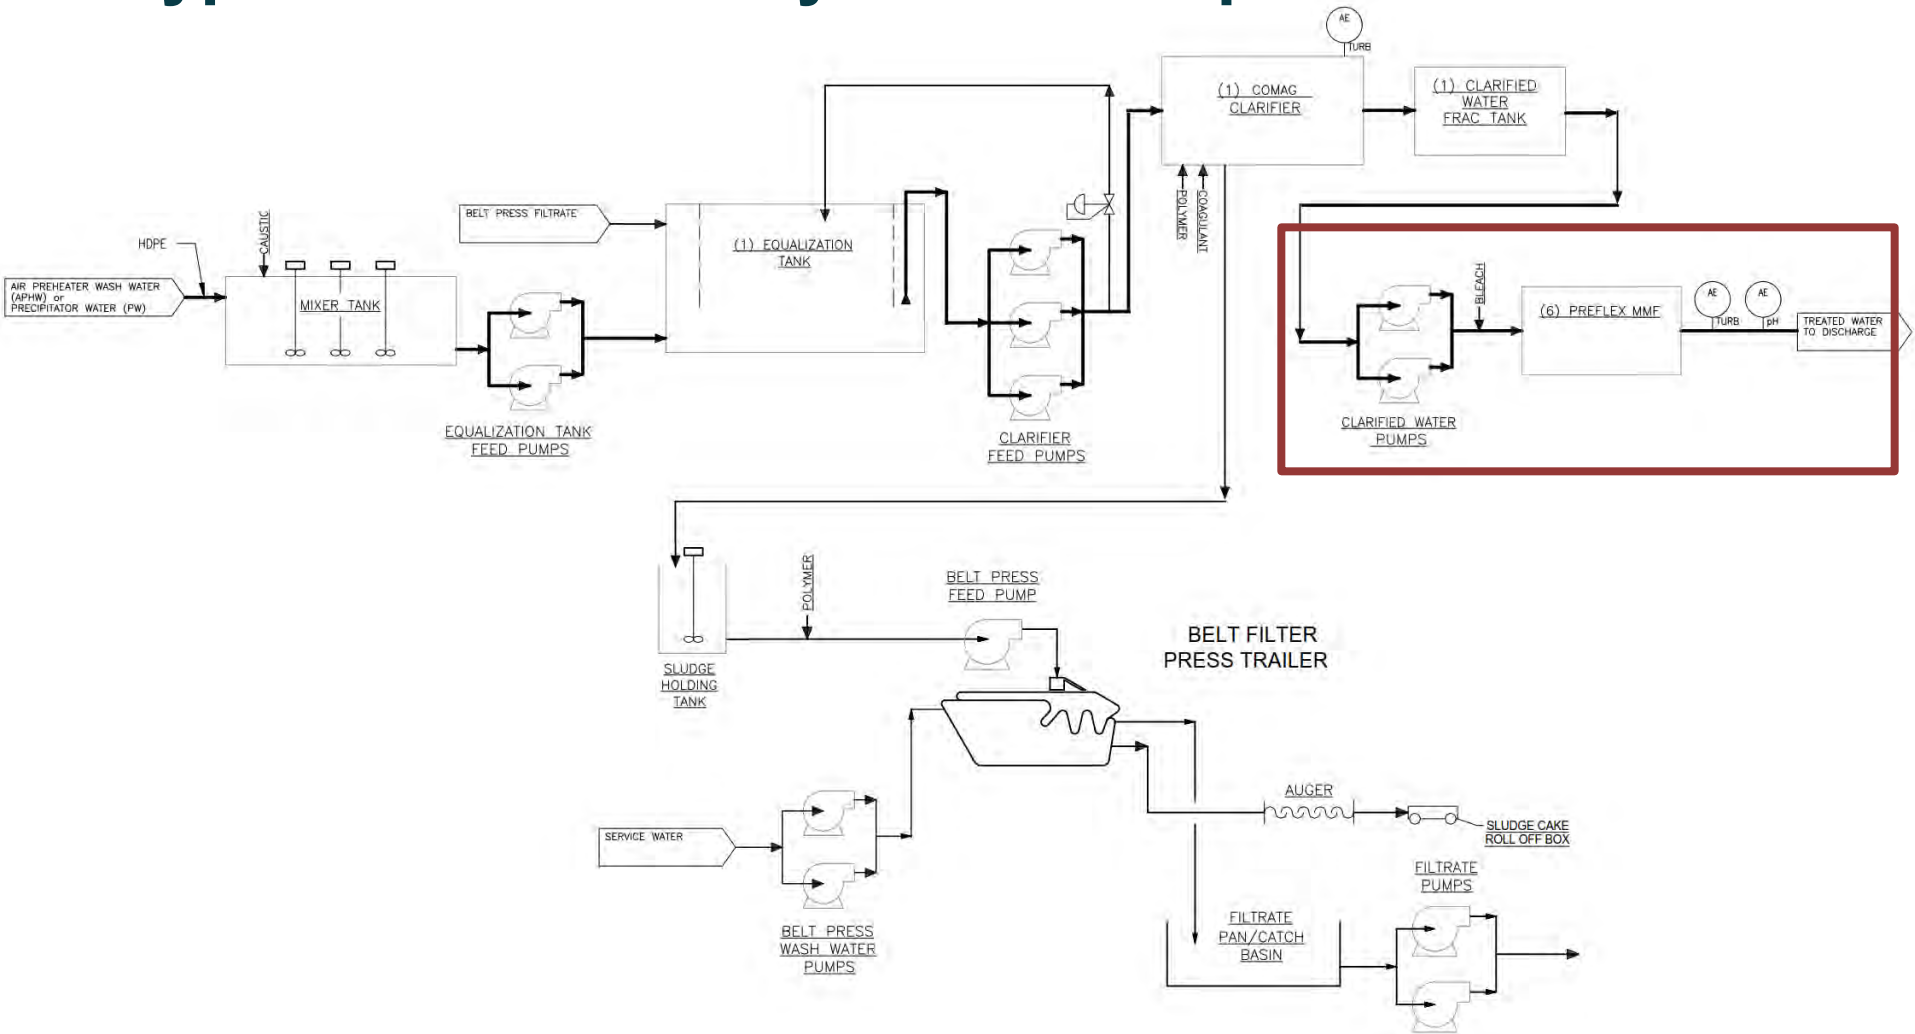 AE
TURB
(1) COMAG
CLARIFIER
(1) CLARIFIED
WATER
FRAC TANK
POLYMER
COAGULANT
HDPE
CAUSTIC
BELT PRESS FILTRATE
AIR PREHEATER WASH WATER
(APHW) or
PRECIPITATOR WATER (PW)
MIXER TANK
(1) EQUALIZATION
TANK
EQUALIZATION TANK
FEED PUMPS
CLARIFIER
FEED PUMPS
BLEACH
(6) PREFLEX MMF
AE
TURB
AE
pH
TREATED WATER
TO DISCHARGE
CLARIFIED WATER
PUMPS
POLYMER
BELT PRESS
FEED PUMP
SLUDGE
HOLDING
TANK
BELT FILTER
PRESS TRAILER
SERVICE WATER
BELT PRESS
WASH WATER
PUMPS
AUGER
SLUDGE CAKE
ROLL OFF BOX
FILTRATE
PAN/CATCH
BASIN
FILTRATE
PUMPS